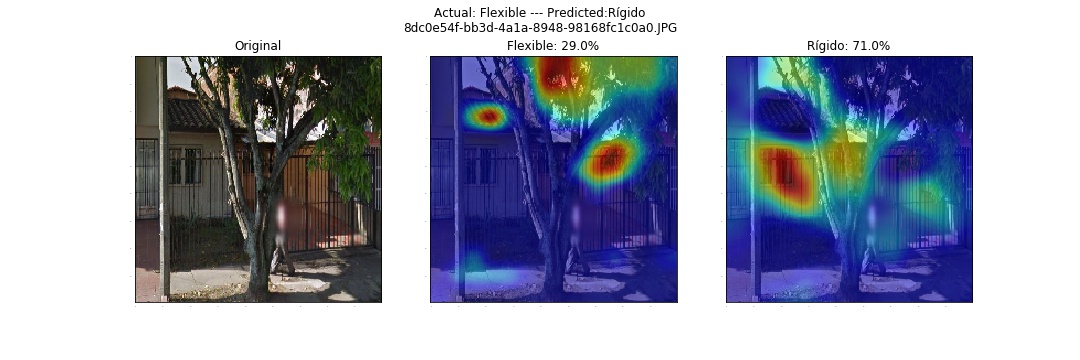 Actual: Flexible --- Predicted:Rígido
8dc0e54f-bb3d-4a1a-8948-98168fc1c0a0.JPG
Original
Flexible: 29.0%
Rígido: 71.0%